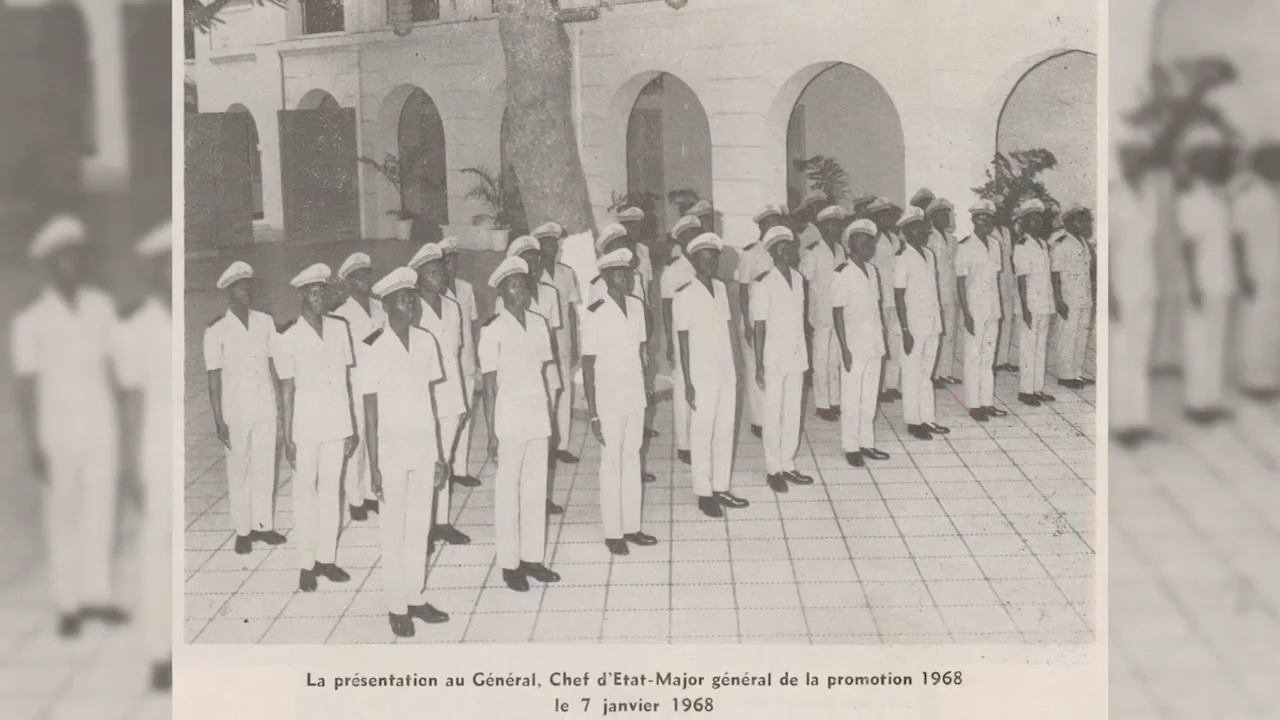 La présentation au Général, Chef d'Etat-Major général de la promotion 1968
le 7 janvier 1968